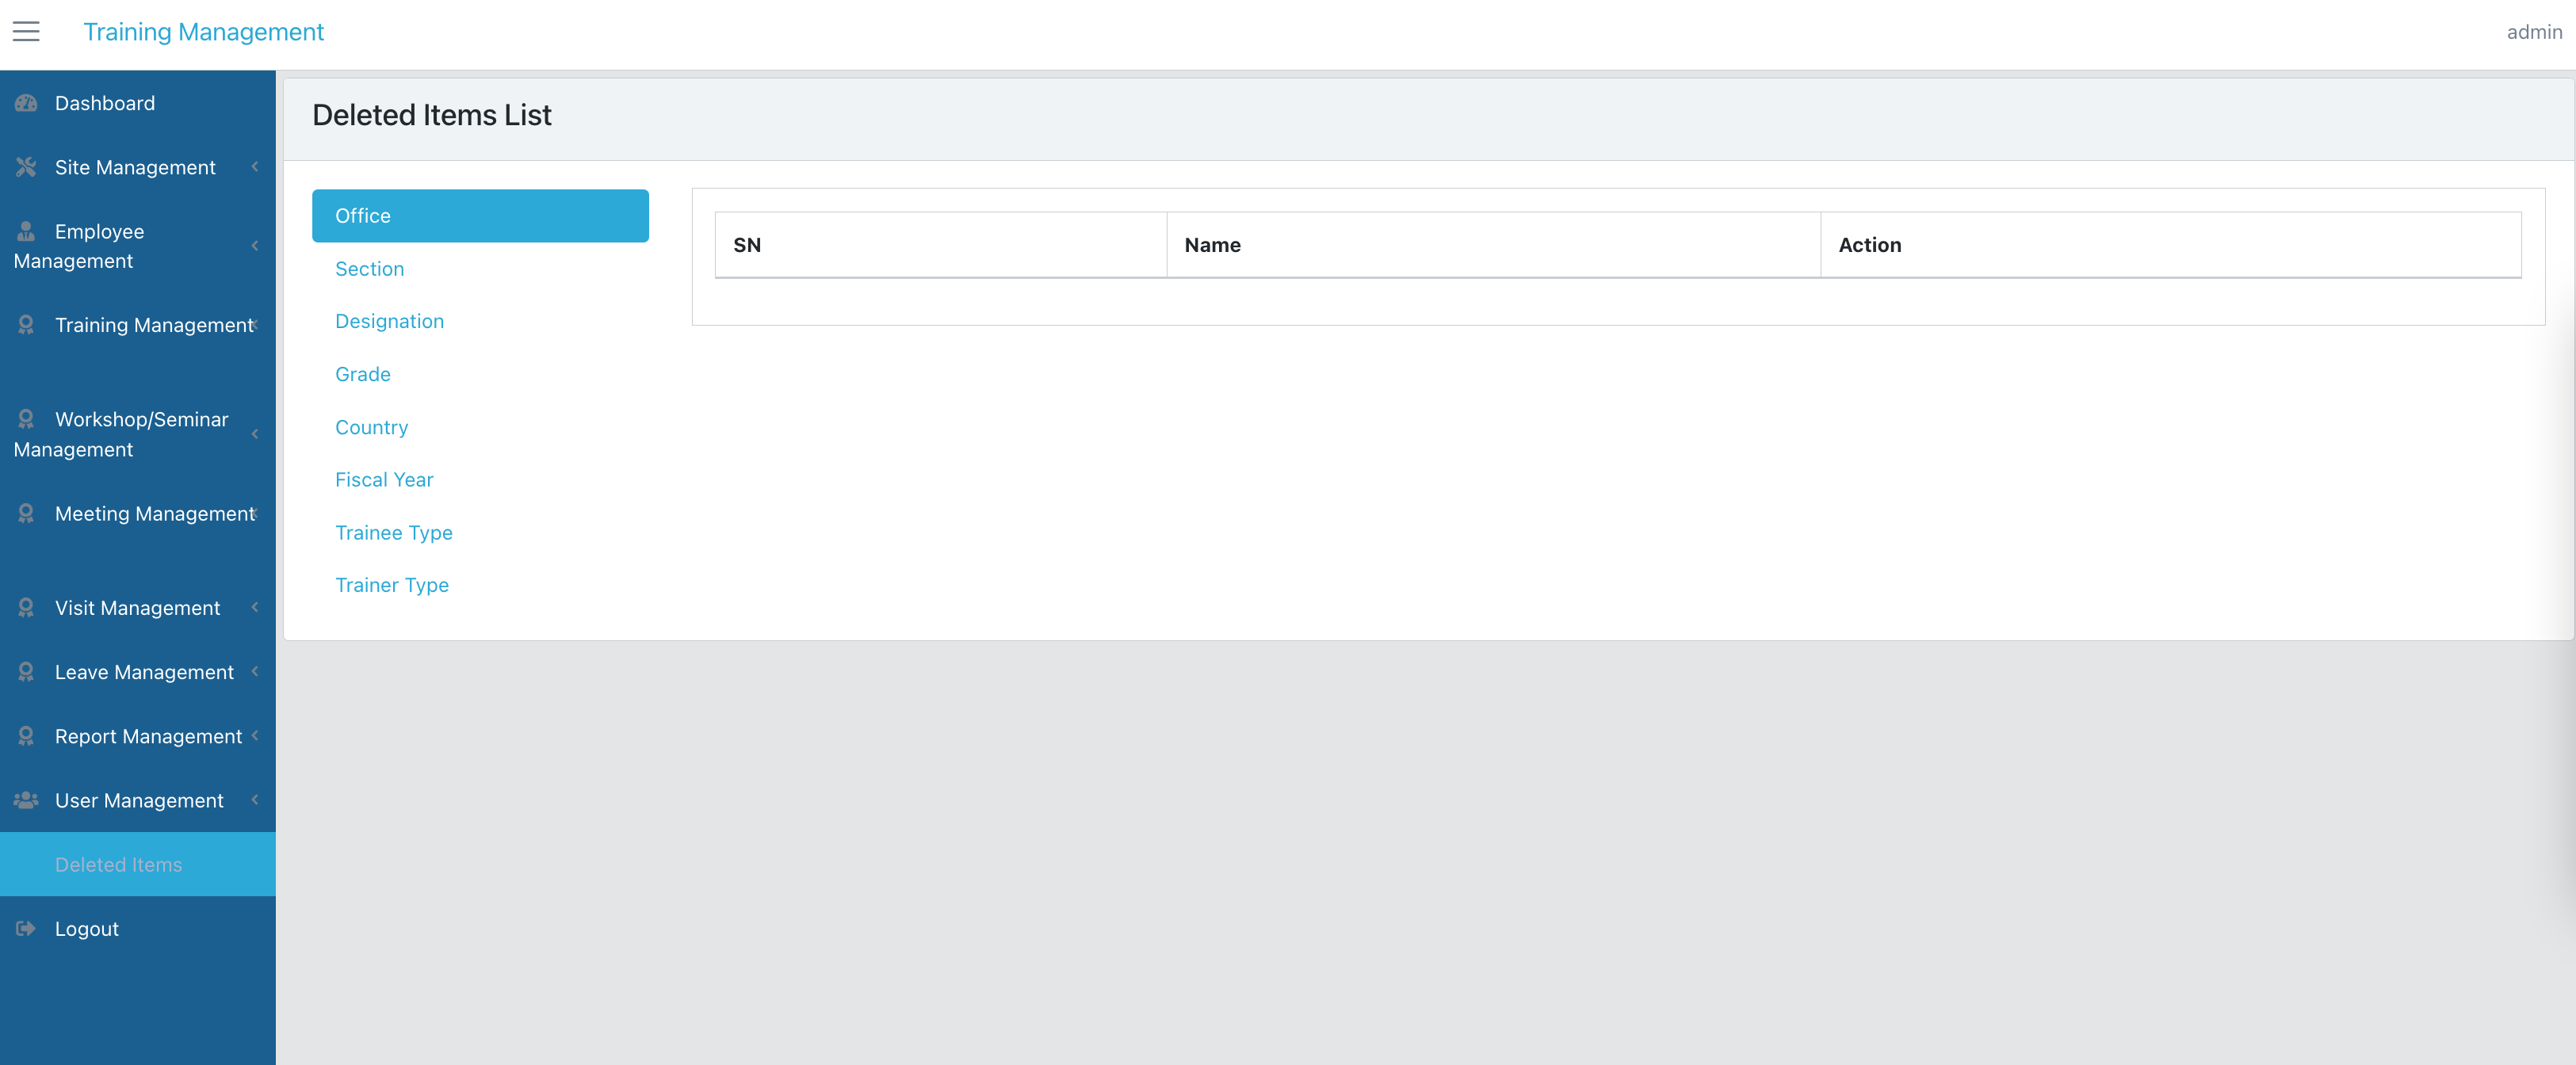 Training Management
admin
Dashboard
Site Management
Employee
Management
Training Management
Workshop/Seminar
Management
Meeting Management
Visit Management
Leave Management
Report Management
User Management
Deleted Items
Logout
Deleted Items List
Office
Section
Designation
Grade
Country
Fiscal Year
Trainee Type
Trainer Type
SN Name Action